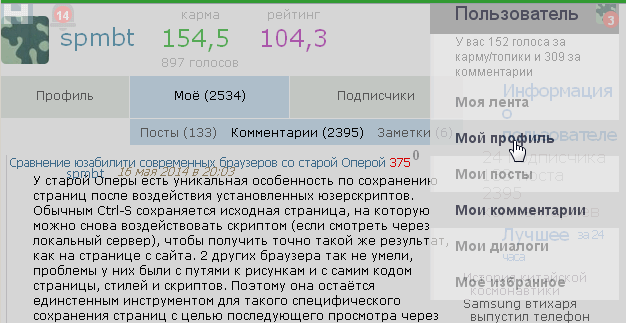 14
spmbt
карма
154,5
897 голосов
рейтинг
104,3
Профиль
Моё (2534)
Подписчики
Посты (133) Комментарии (2395) Заметки (6)
Сравнение юзабилити современных браузеров со старой Оперой 375 0
spmbt 16 мая 2014 в 20:03
У старой Оперы есть уникальная особенность по сохранению
страниц после воздействия установленных юзерскриптов.
Обычным Ctrl-S сохраняется исходная страница, на которую
можно снова воздействовать скриптом (если смотреть через
локальный сервер), чтобы получить точно такой же результат,
как на странице с сайта. 2 других браузера так не умели,
проблемы у них были с путями к рисункам и с самим кодом
страницы, стилей и скриптов. Поэтому она остаётся
единственным инструментом для такого специфического
сохранения страниц с целью последующего просмотра через
Пользователь
3
У вас 152 голоса за
карму/топики и 309 за
комментарии
Информация
о
пользователе
Моя лента
Мой профиль
24 подписчика
Мои посты
2395
Мои комментарии
Лучшее за 24
часа
Мои диалоги
История китайской
космонавтики
Моё избранное
Samsung втихаря
выпустил телефон